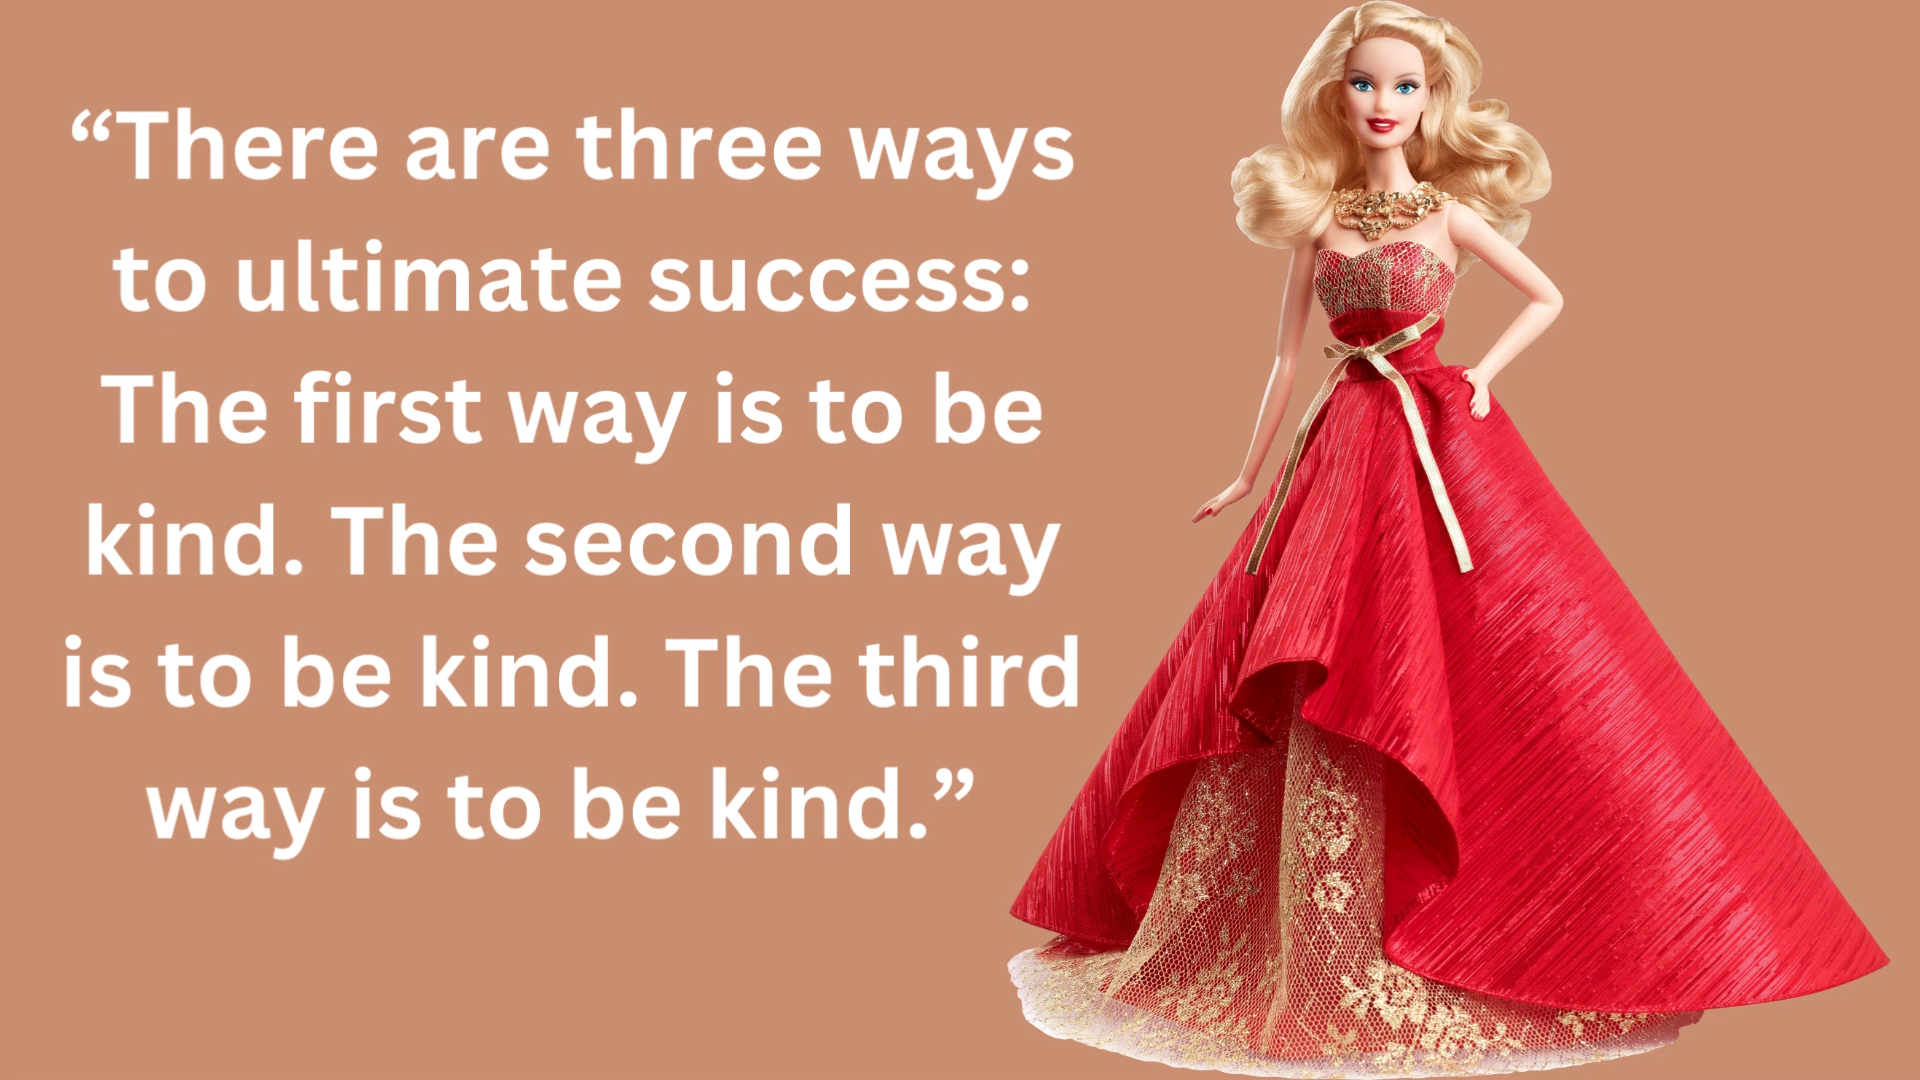 “There are three ways
to ultimate success:
The first way is to be
kind. The second way
is to be kind. The third
way is to be kind.”